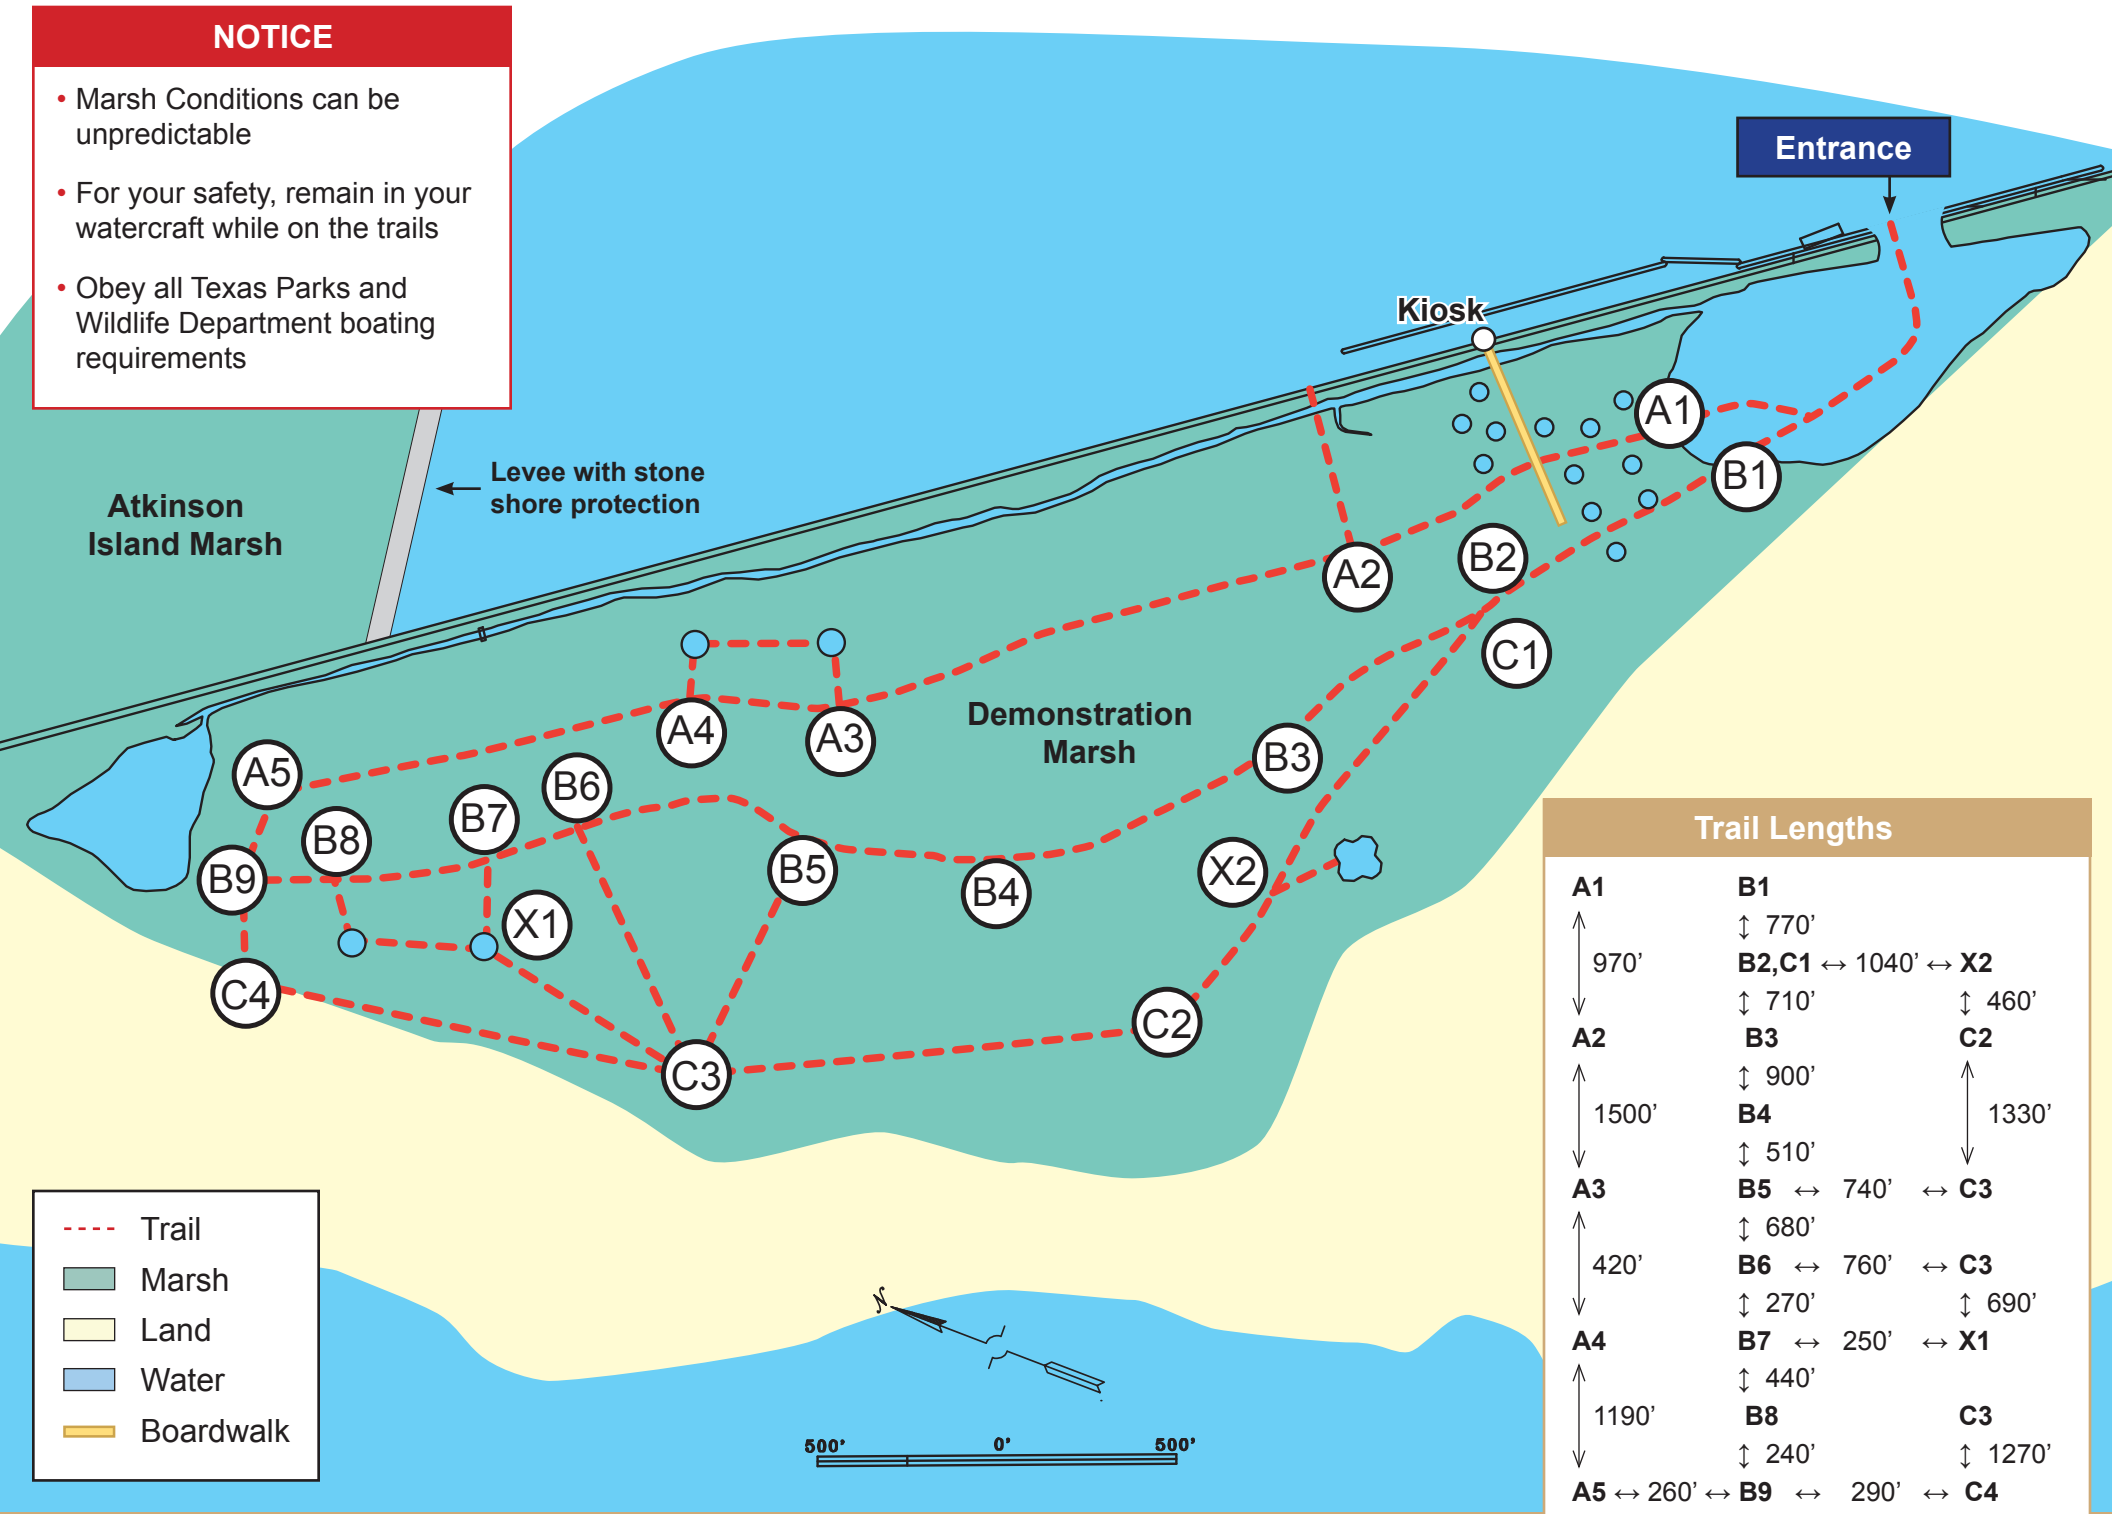 NOTICE
• Marsh Conditions can be
unpredictable
• For your safety, remain in your
watercraft while on the trails
• Obey all Texas Parks and
Wildlife Department boating
requirements
Entrance
Kiosk
Levee with stone
shore protection
Atkinson
Island Marsh
A1
B1
A2
B2
C1
Demonstration
Marsh
A4
A3
B3
A5
B6
B7
B8
B9
B5
B4
X2
X1
C4
C2
C3
Trail
Marsh
Land
Water
Boardwalk
N
500' 0' 500'
Trail Lengths
A1 B1
↕ 770’
970’ B2,C1 ↔ 1040’ ↔ X2
↕ 710’ ↕ 460’
A2 B3 C2
↕ 900’
1500’ B4 1330’
↕ 510’
A3 B5 ↔ 740’ ↔ C3
↕ 680’
420’ B6 ↔ 760’ ↔ C3
↕ 270’ ↕ 690’
A4 B7 ↔ 250’ ↔ X1
↕ 440’
1190’ B8 C3
↕ 240’ ↕ 1270’
A5 ↔ 260’ ↔ B9 ↔ 290’ ↔ C4